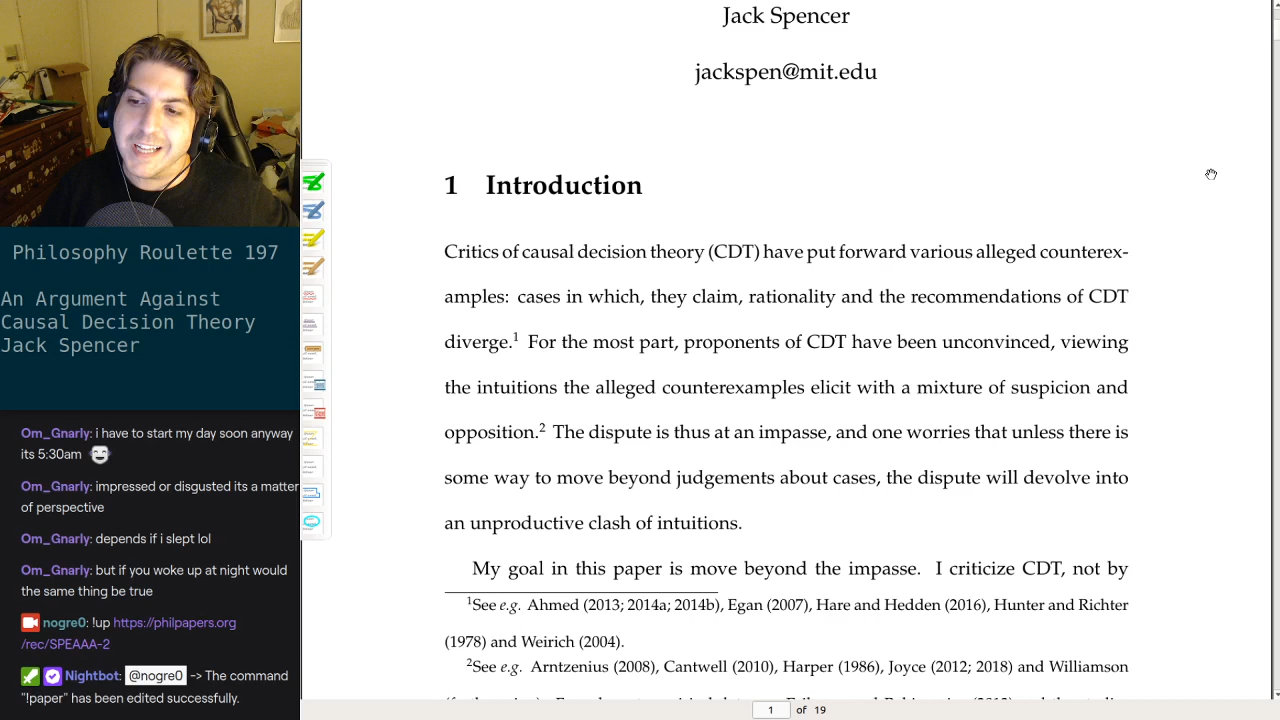 Philosophy Roulette 197
An Argument Against
Causal Decision Theory
Jack Spencer
Om_Gnarly: i have to start my day soon anyway
its 5:30am
Om_Gnarly: impressed or disgusted its a matter
of perspective
Om_Gnarly: depends if i slept lol
Om_Gnarly: but if you woke up at night would
the same thing be true
nogre0: !up https://philpapers.org
/rec/SPEAAA-2
Nightbot: @nogre0 -> The command
"!paper" has been edited successfully.
Jack Spencer
jackspen@mit.edu
1 Introduction
Critics of causal decision theory (CDT) have put forward various alleged counterex-
amples: cases in which, they claim, rationality and the recommendations of CDT
diverge.1 For the most part, proponents of CDT have been unconvinced, viewing
the intuitions the alleged counterexamples elicit with a mixture of suspicion and
opposition.2 The dispute is thus at an impasse, and one worries that unless there is
some way to move beyond judgements about cases, the dispute will devolve into
an unproductive clash of intuitions.
My goal in this paper is move beyond the impasse. I criticize CDT, not by
1See e.g. Ahmed (2013; 2014a; 2014b), Egan (2007), Hare and Hedden (2016), Hunter and Richter
(1978) and Weirich (2004).
2See e.g. Arntzenius (2008), Cantwell (2010), Harper (1986), Joyce (2012; 2018) and Williamson
1 of 19